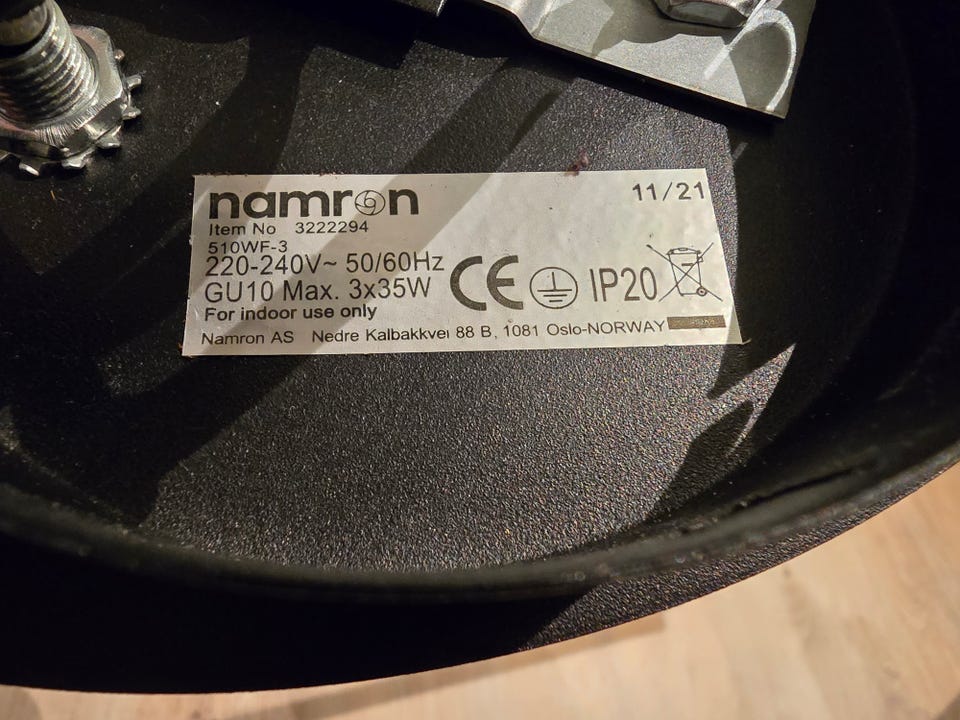 namron 11/21
Item No 3222294
510WF-3
220-240V~ 50/60Hz
GU10 Max. 3x35W CE IP20
For indoor use only
Namron AS Nedre Kalbakkvei 88 B, 1081 Oslo-NORWAY